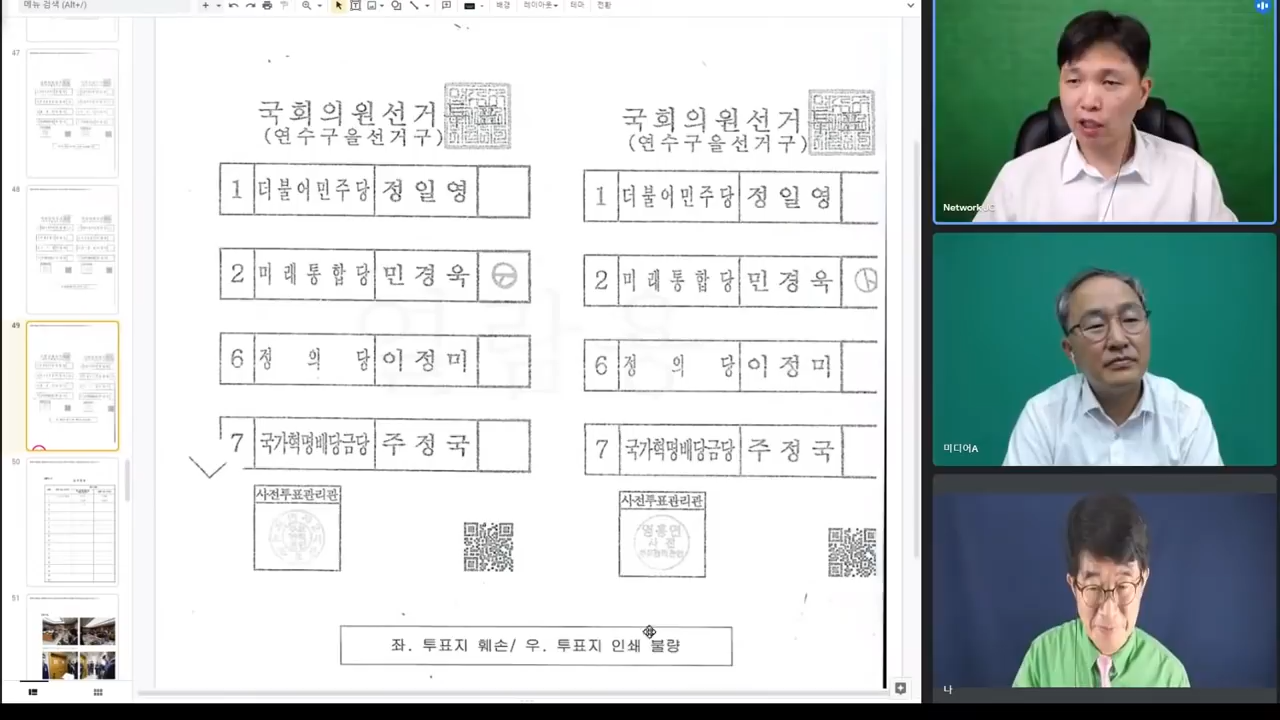 메뉴 검색 (Alt+/)
배경
레이아웃
테마
전환
47
48
49
50
51
국회의원선거투표
(연수구을선거구)
1 더불어민주당 정일영
2 미래통합당 민경욱
6 정의당 이정미
7 국가혁명배당금당 주정국
사전투표관리관
국회의원선거투표
(연수구을선거구)
1 더불어민주당 정일영
2 미래통합당 민경욱
6 정의당 이정미
7 국가혁명배당금당 주정국
사전투표관리관
열람용
좌. 투표지 훼손/ 우. 투표지 인쇄 불량
미디어A
나